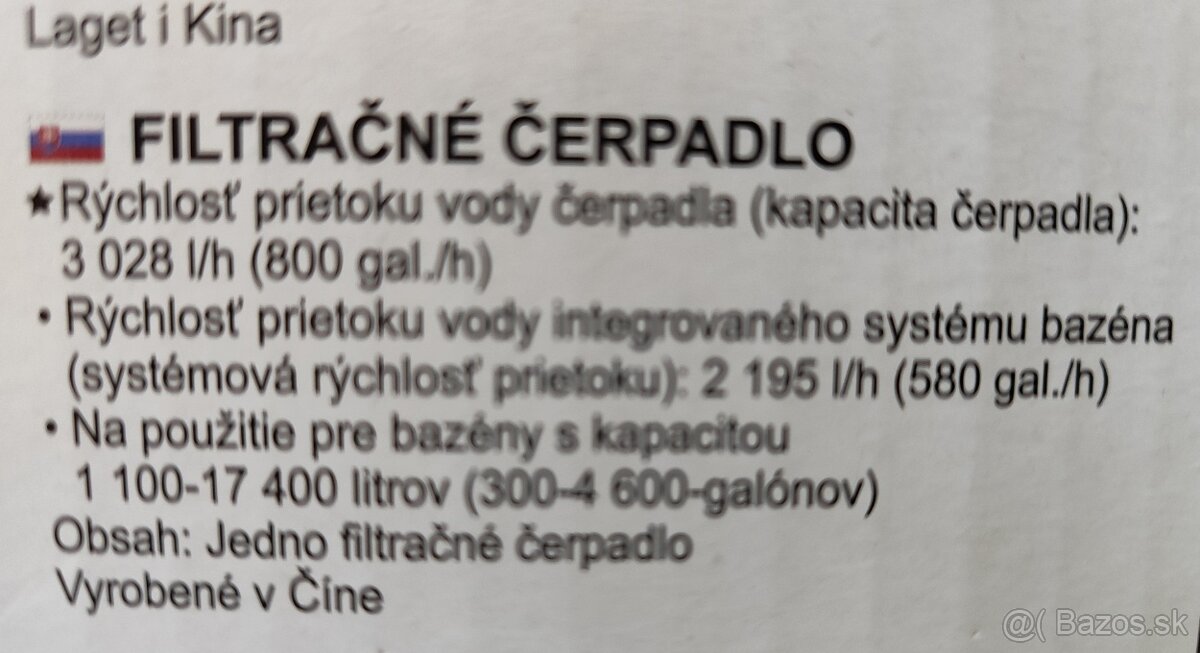 Laget i Kina
FILTRAČNÉ ČERPADLO
★Rýchlosť prietoku vody čerpadla (kapacita čerpadla):
3 028 l/h (800 gal./h)
• Rýchlosť prietoku vody integrovaného systému bazéna
(systémová rýchlosť prietoku): 2 195 l/h (580 gal./h)
• Na použitie pre bazény s kapacitou
1 100-17 400 litrov (300-4 600-galónov)
Obsah: Jedno filtračné čerpadlo
Vyrobené v Číne
@( Bazos.sk